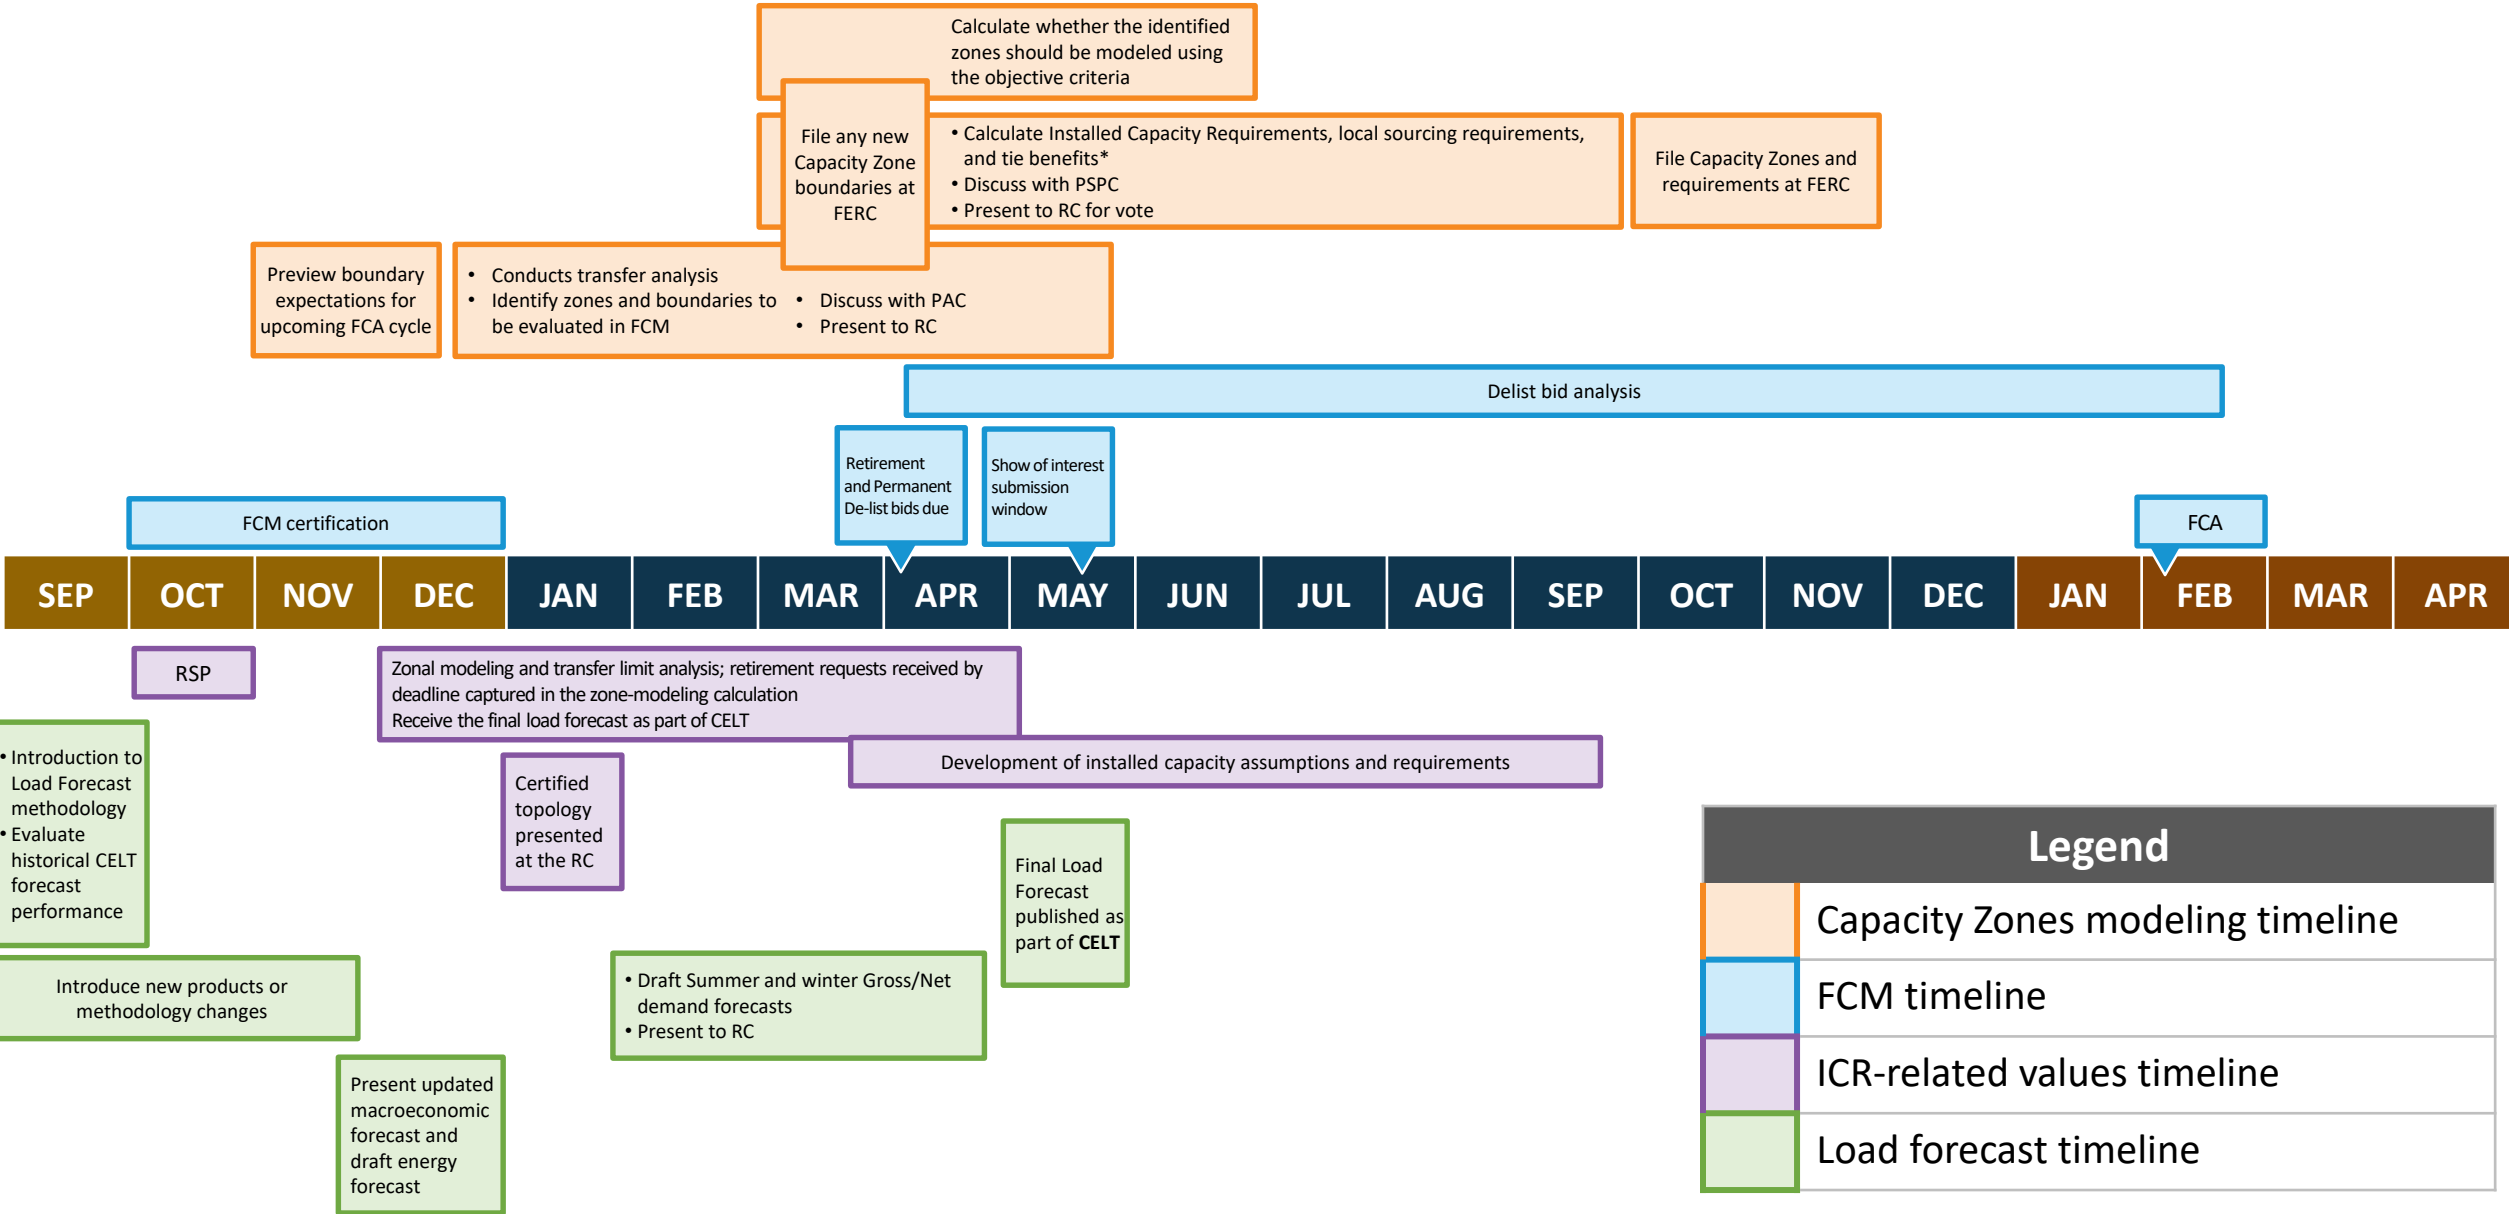 Calculate whether the identified
zones should be modeled using
the objective criteria
File any new
Capacity Zone
boundaries at
FERC
• Calculate Installed Capacity Requirements, local sourcing requirements,
and tie benefits*
• Discuss with PSPC
• Present to RC for vote
File Capacity Zones and
requirements at FERC
Preview boundary
expectations for
upcoming FCA cycle
• Conducts transfer analysis
• Identify zones and boundaries to
be evaluated in FCM
• Discuss with PAC
• Present to RC
Delist bid analysis
Retirement
and Permanent
De-list bids due
Show of interest
submission
window
FCM certification
FCA
SEP OCT NOV DEC JAN FEB MAR APR MAY JUN JUL AUG SEP OCT NOV DEC JAN FEB MAR APR
RSP
Zonal modeling and transfer limit analysis; retirement requests received by
deadline captured in the zone-modeling calculation
Receive the final load forecast as part of CELT
• Introduction to
Load Forecast
methodology
• Evaluate
historical CELT
forecast
performance
Certified
topology
presented
at the RC
Development of installed capacity assumptions and requirements
Final Load
Forecast
published as
part of CELT
Introduce new products or
methodology changes
• Draft Summer and winter Gross/Net
demand forecasts
• Present to RC
Present updated
macroeconomic
forecast and
draft energy
forecast
Legend
Capacity Zones modeling timeline
FCM timeline
ICR-related values timeline
Load forecast timeline